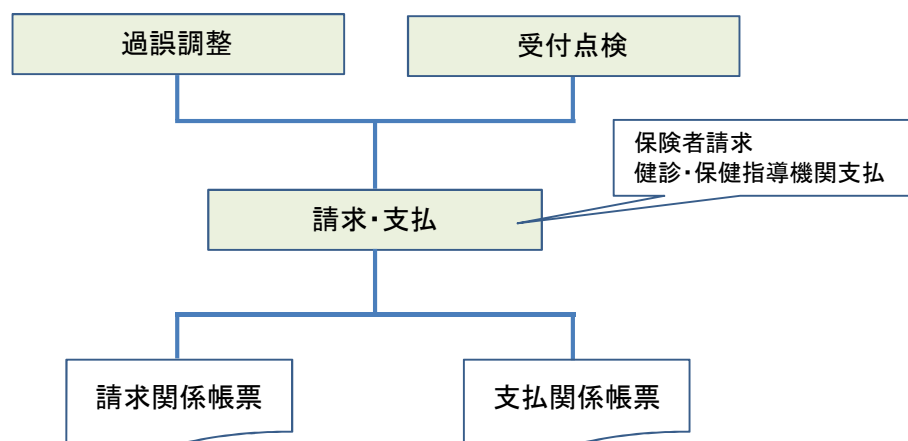 過誤調整
受付点検
保険者請求
健診・保健指導機関支払
請求・支払
請求関係帳票
支払関係帳票